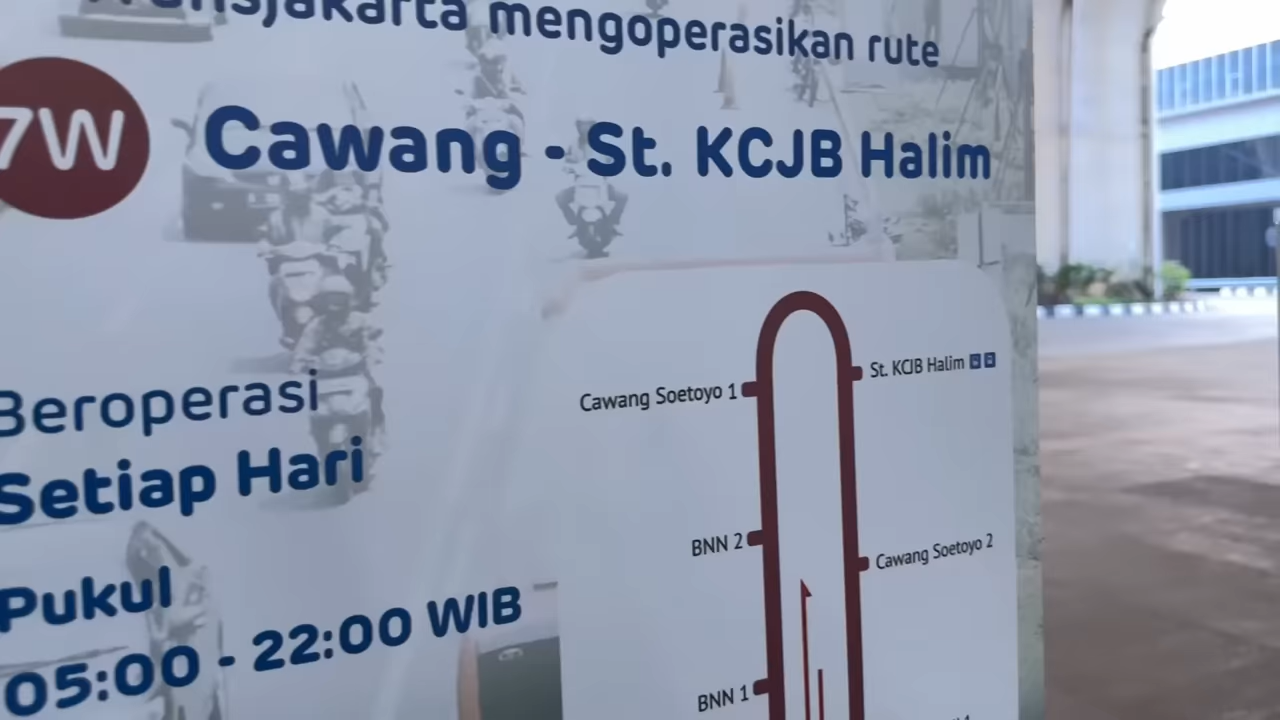 Transjakarta mengoperasikan rute
7W Cawang - St. KCJB Halim
Beroperasi
Setiap Hari
Pukul
05:00 - 22:00 WIB
St. KCJB Halim
Cawang Soetoyo 1
BNN 2
Cawang Soetoyo 2
BNN 1